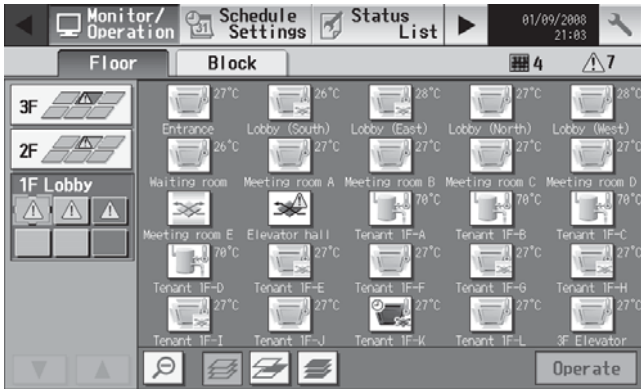 Monitor/
Operation
31
Schedule
Settings
Status
List
01/09/2008
21:03
Floor
Block
4
7
3F
2F
1F Lobby
27°C 26°C 28°C 27°C 28°C
Entrance Lobby (South) Lobby (East) Lobby (North) Lobby (West)
26°C 27°C 27°C 27°C 27°C
Waiting room Meeting room A Meeting room B Meeting room C Meeting room D
70°C 70°C 70°C
Meeting room E Elevator hall Tenant 1F-A Tenant 1F-B Tenant 1F-C
70°C 27°C 27°C 27°C 27°C
Tenant 1F-D Tenant 1F-E Tenant 1F-F Tenant 1F-G Tenant 1F-H
27°C 27°C 27°C 27°C 27°C
Tenant 1F-I Tenant 1F-J Tenant 1F-K Tenant 1F-L 3F Elevator
Operate